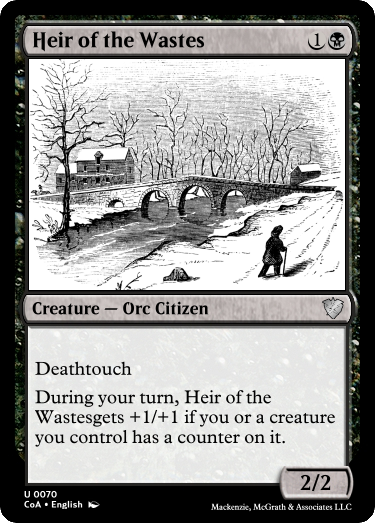 Heir of the Wastes 1
Creature — Orc Citizen
Deathtouch
During your turn, Heir of the
Wastesgets +1/+1 if you or a creature
you control has a counter on it.
2/2
U 0070
CoA • English
Mackenzie, McGrath & Associates LLC